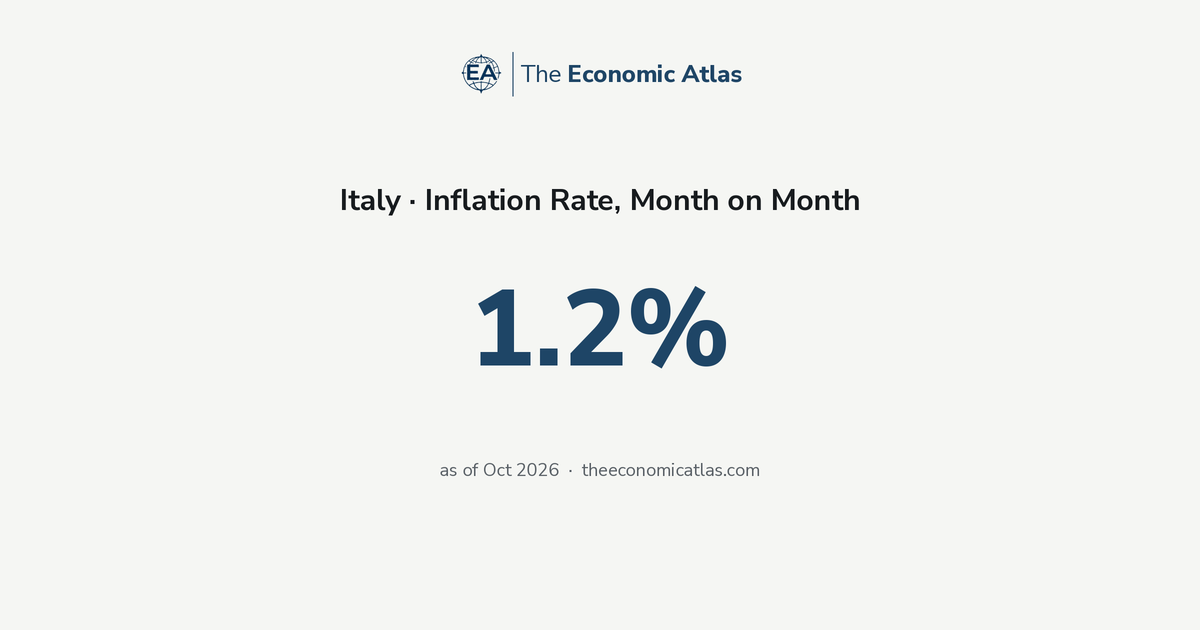 EA The Economic Atlas
Italy · Inflation Rate, Month on Month
1.2%
as of Oct 2026 · theeconomicatlas.com